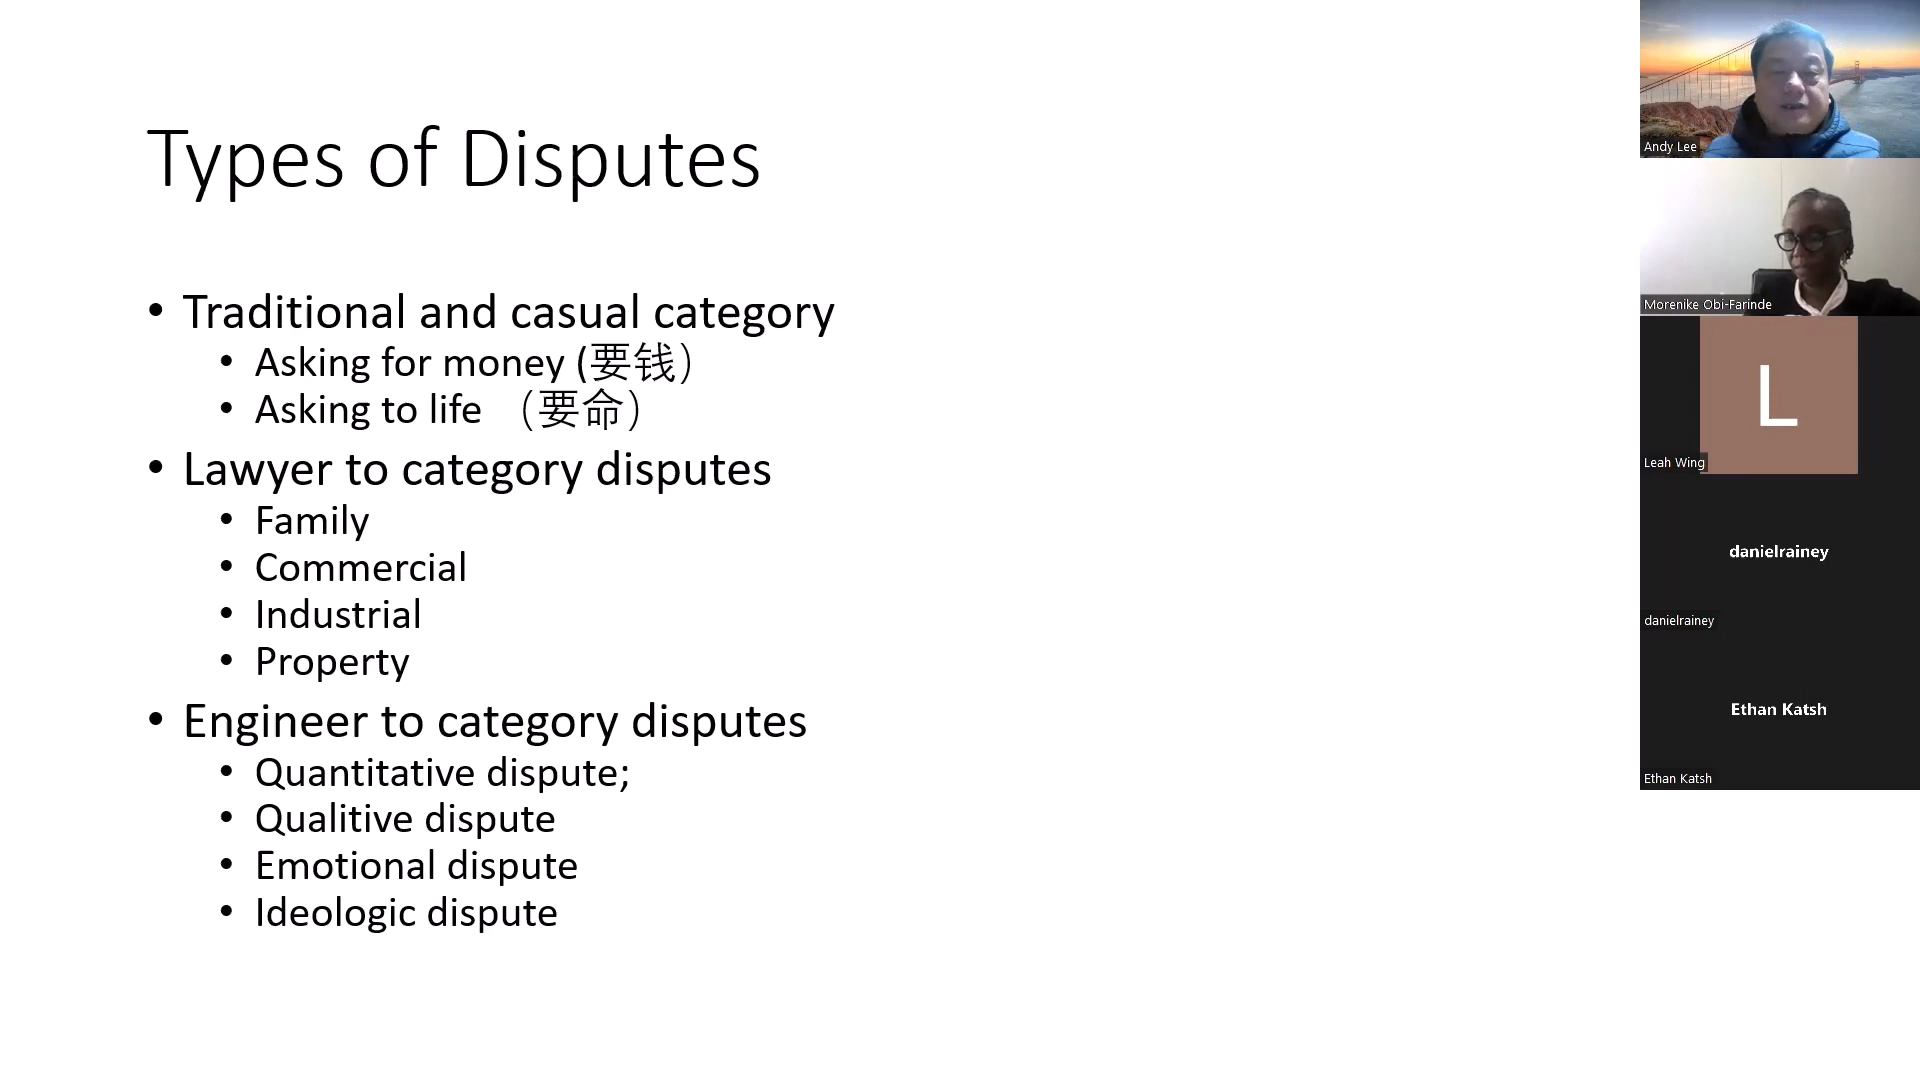 Types of Disputes
• Traditional and casual category
• Asking for money (要钱）
• Asking to life （要命）
• Lawyer to category disputes
• Family
• Commercial
• Industrial
• Property
• Engineer to category disputes
• Quantitative dispute;
• Qualitive dispute
• Emotional dispute
• Ideologic dispute
Andy Lee
Morenike Obi-Farinde
L
Leah Wing
danielrainey
danielrainey
Ethan Katsh
Ethan Katsh